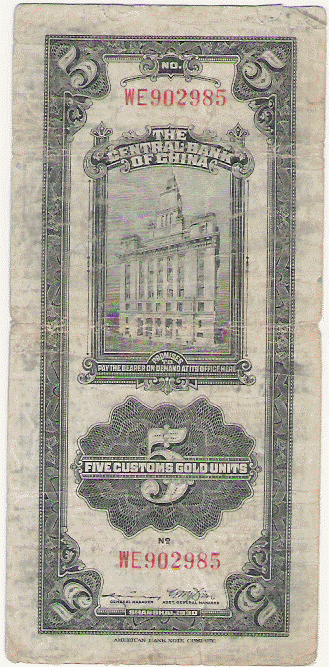 5 5
NO.
WE902985
THE
CENTRAL BANK
OF CHINA
PROMISES
TO
PAY THE BEARER ON DEMAND AT ITS OFFICE HERE
5
FIVE CUSTOMS GOLD UNITS
Nº
WE902985
GENERAL MANAGER ASST. GENERAL MANAGER
SHANGHAI 1930
5 5
AMERICAN BANK NOTE COMPANY